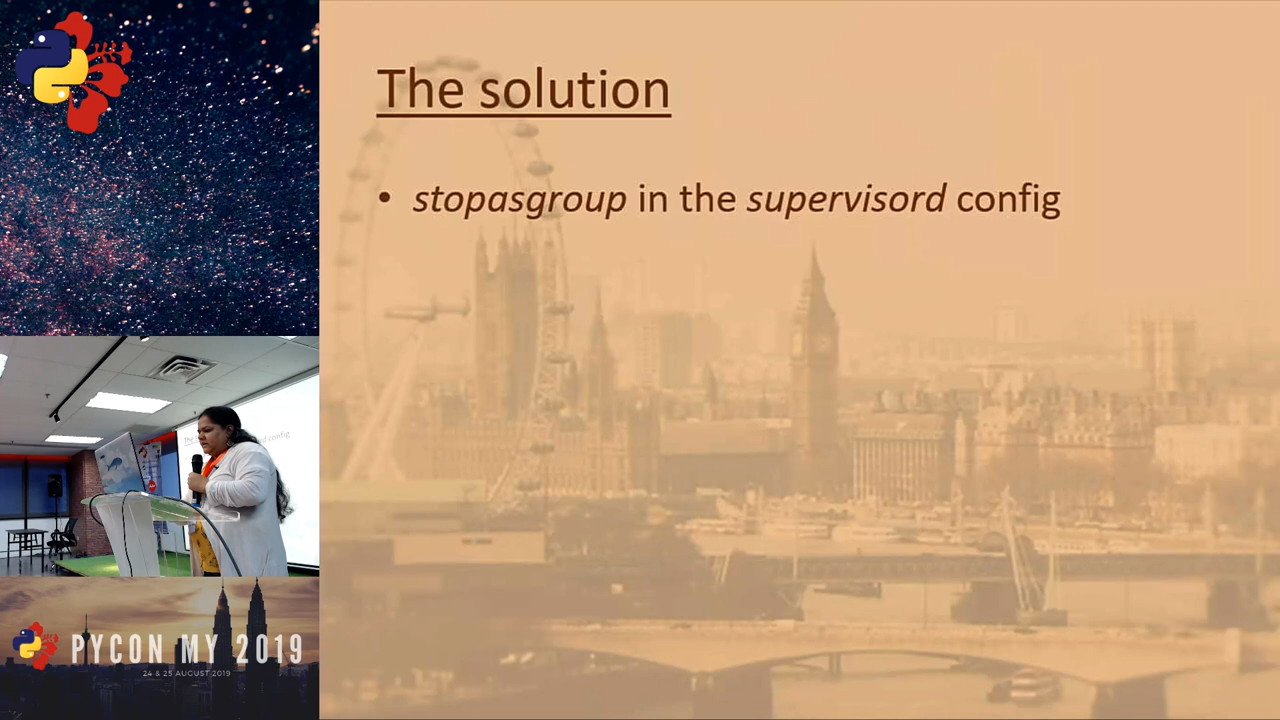 The solution
• stopasgroup in the supervisord config
PYCON MY 2019
24 & 25 AUGUST 2019